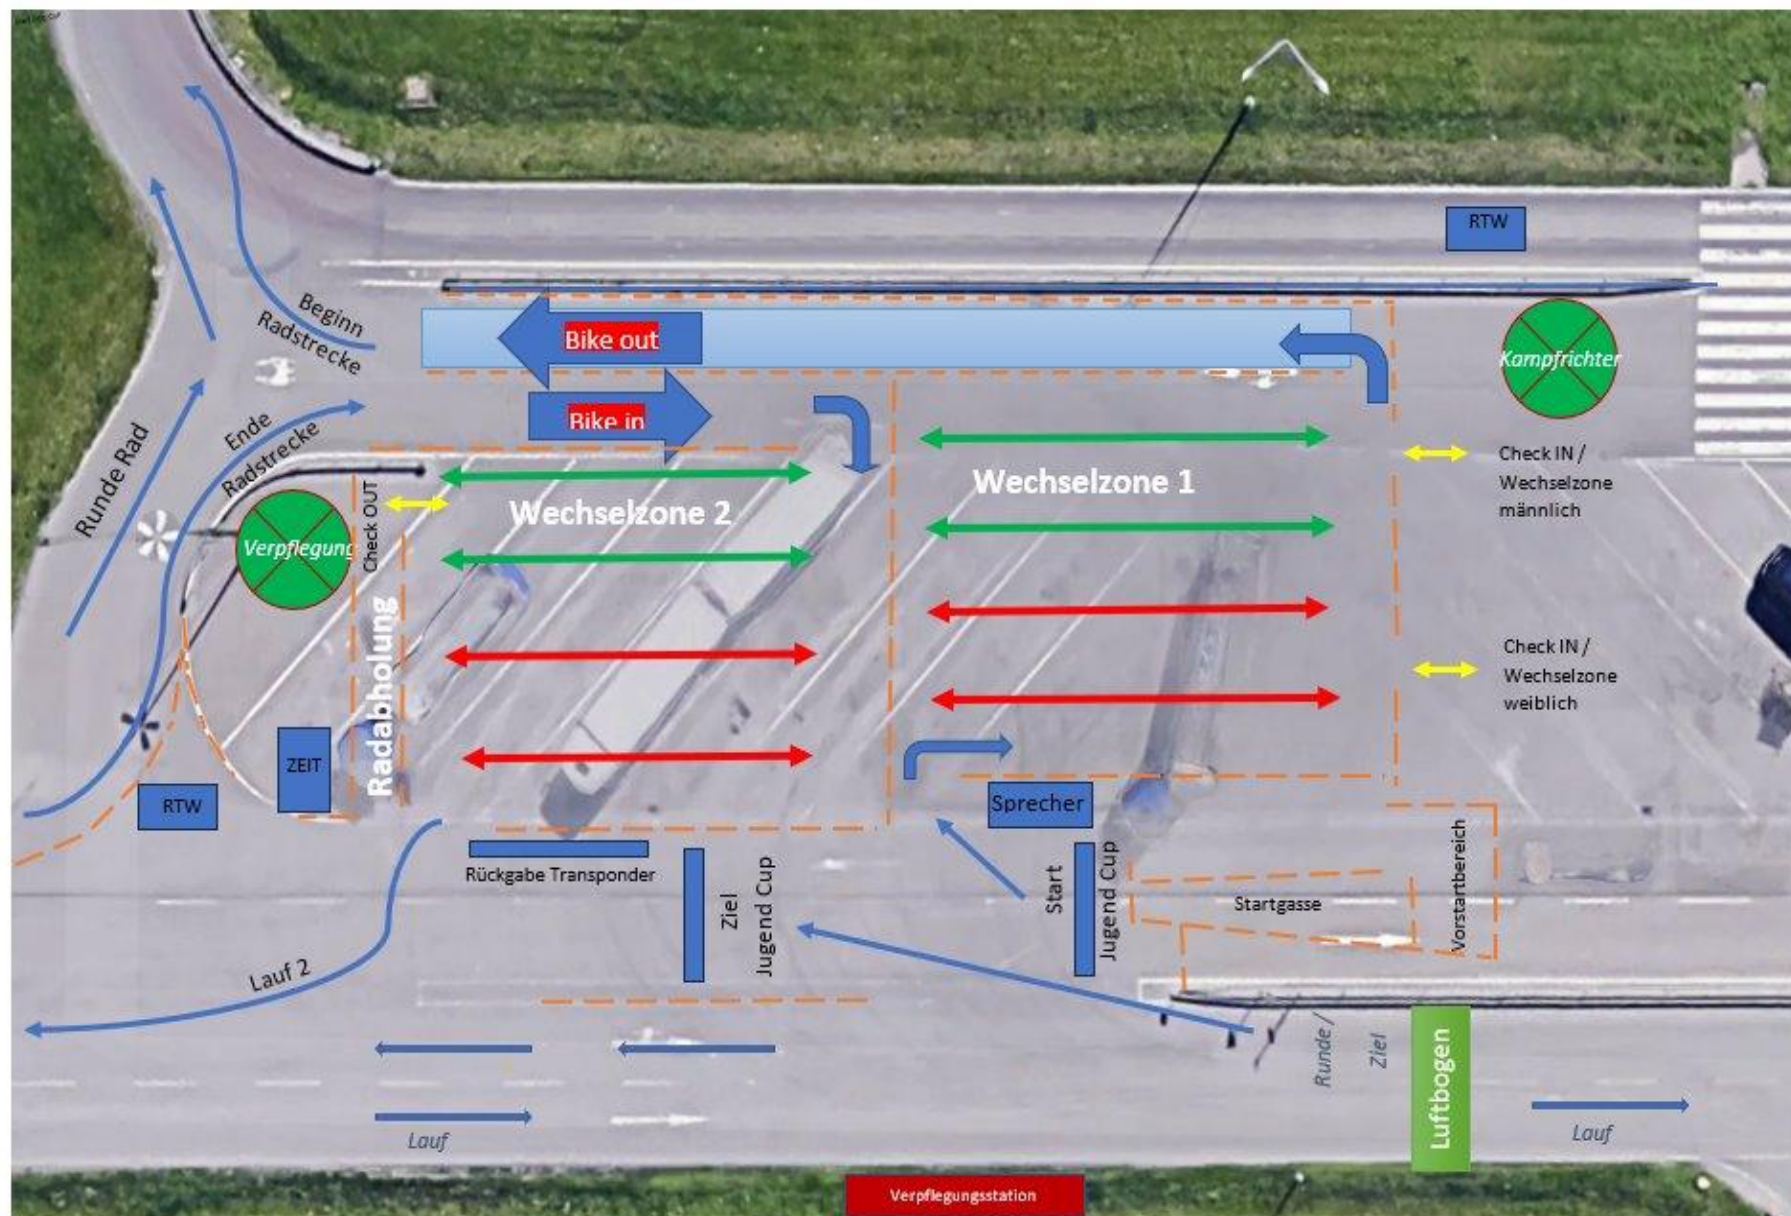 RTW
Beginn
Radstrecke
Bike out
Bike in
Kampfrichter
Runde Rad
Ende
Radstrecke
Check IN /
Wechselzone
männlich
Wechselzone 1
Wechselzone 2
Verpflegung
Check OUT
Radabholung
Check IN /
Wechselzone
weiblich
ZEIT
RTW
Sprecher
Rückgabe Transponder
Ziel
Jugend Cup
Start
Jugend Cup
Startgasse
Vorstartbereich
Lauf 2
Runde /
Ziel
Luftbogen
Lauf
Lauf
Verpflegungsstation